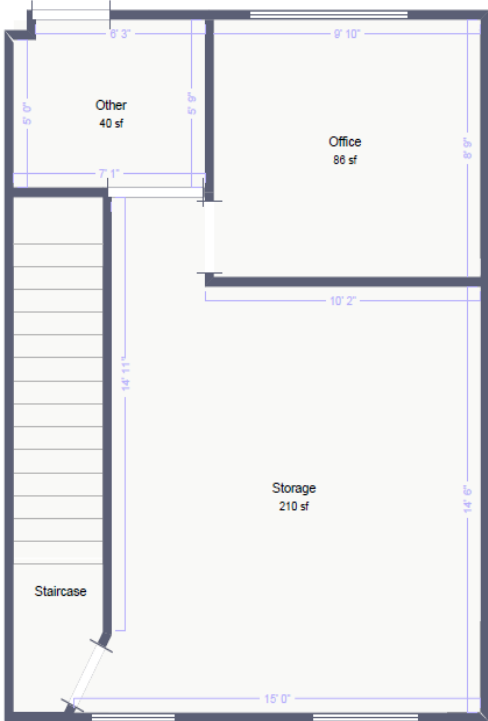 6' 3"
9' 10"
5' 0"
Other
40 sf
5' 9"
Office
86 sf
8' 9"
7' 1"
10' 2"
14' 11"
Storage
210 sf
14' 6"
Staircase
15' 0"